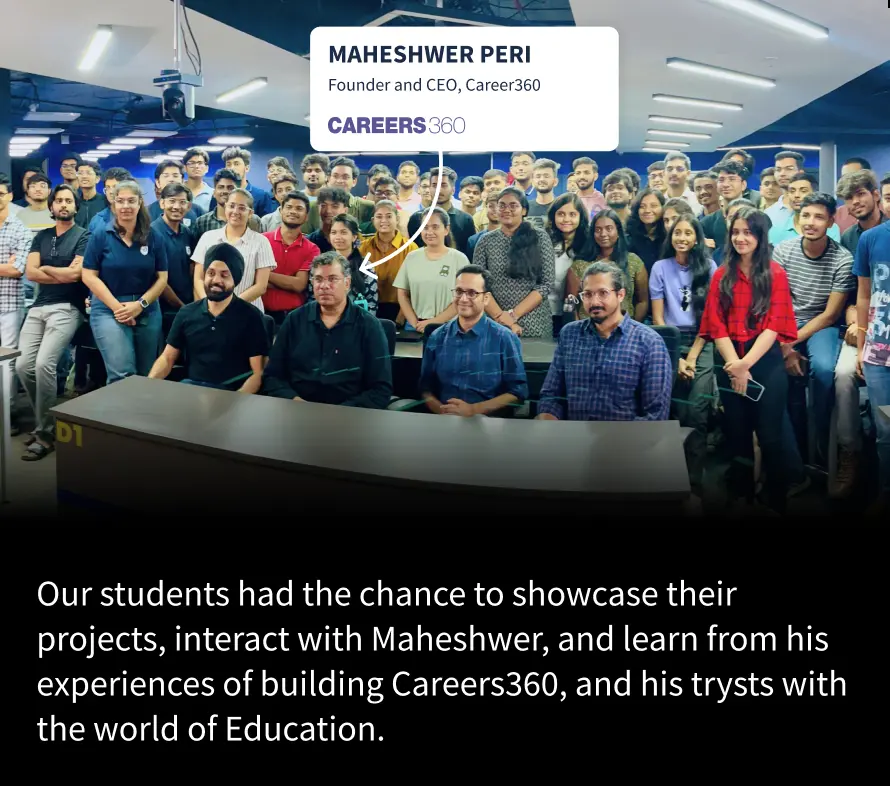 MAHESHWER PERI
Founder and CEO, Career360
CAREERS360
D1
Our students had the chance to showcase their
projects, interact with Maheshwer, and learn from his
experiences of building Careers360, and his trysts with
the world of Education.